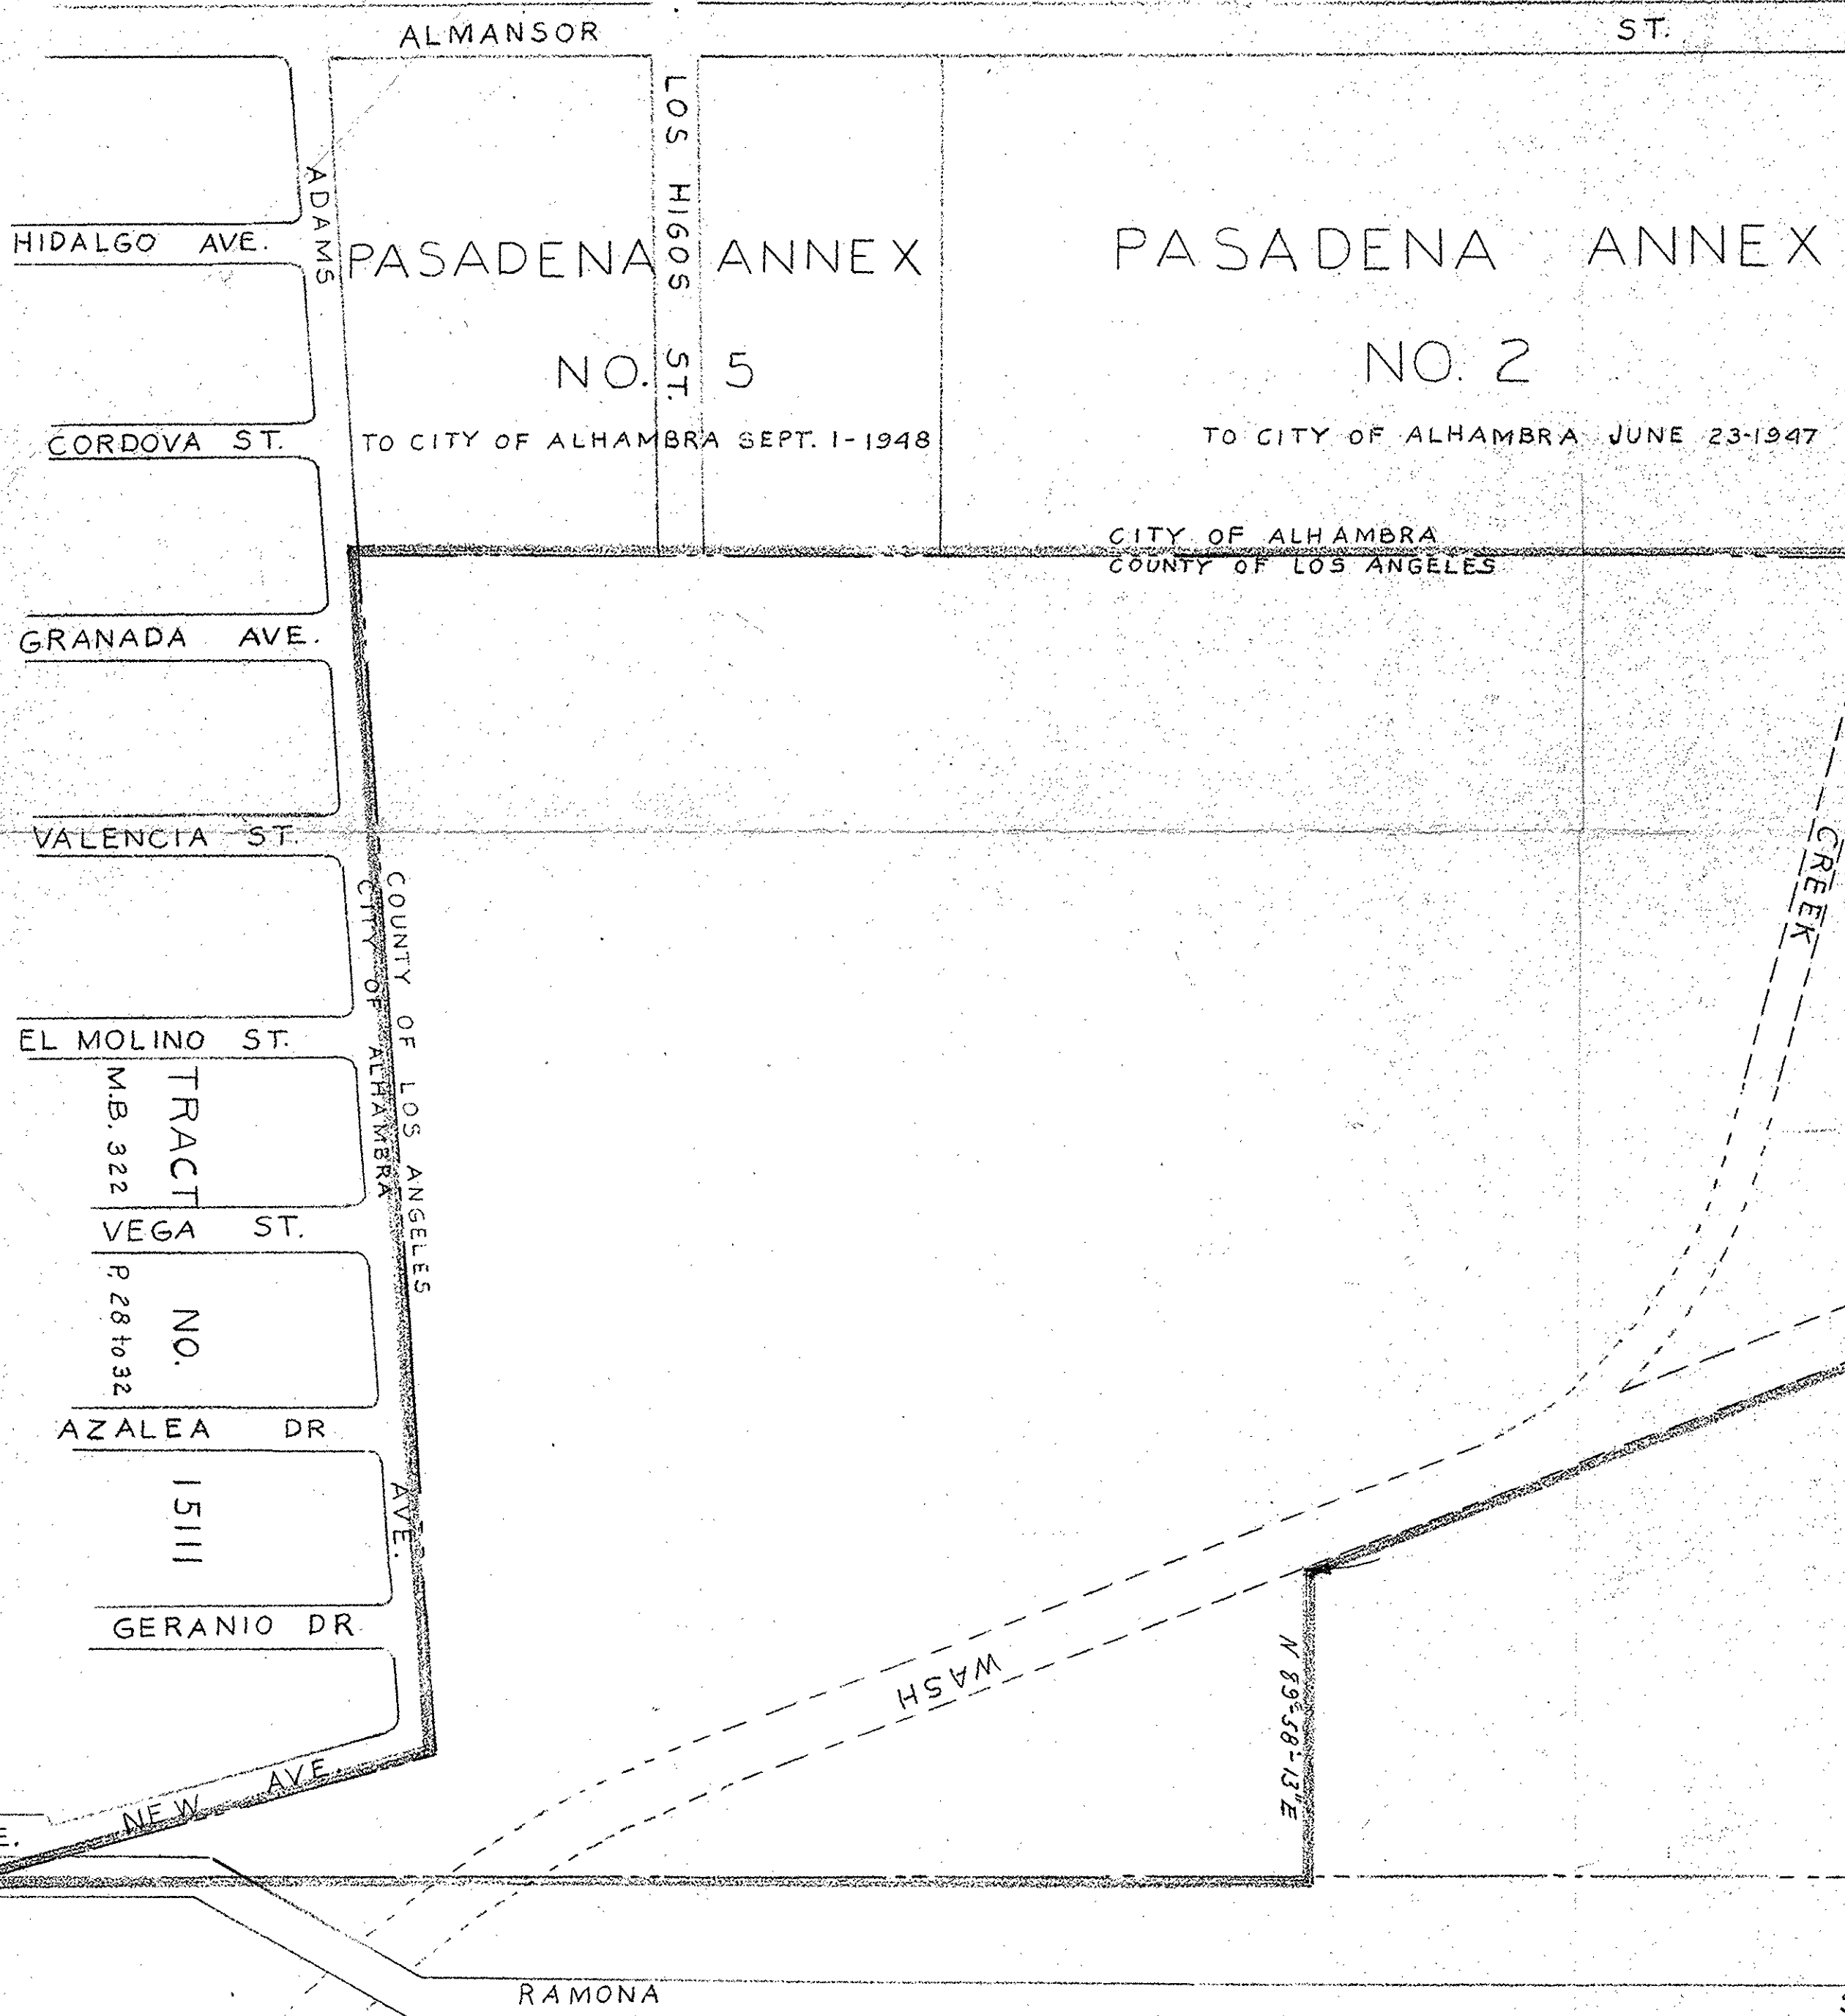 ALMANSOR ST.
LOS HIGOS ST.
ADAMS AVE.
HIDALGO AVE.
PASADENA ANNEX
NO. 5
TO CITY OF ALHAMBRA SEPT. 1-1948
PASADENA ANNEX
NO. 2
TO CITY OF ALHAMBRA JUNE 23-1947
CORDOVA ST.
CITY OF ALHAMBRA
COUNTY OF LOS ANGELES
GRANADA AVE.
VALENCIA ST.
COUNTY OF LOS ANGELES
CITY OF ALHAMBRA
CREEK
EL MOLINO ST.
TRACT NO. 15111
M.B. 322 P. 28 to 32
VEGA ST.
AZALEA DR
GERANIO DR.
WASH
N 89°-58'-13" E
NEW AVE.
E.
RAMONA